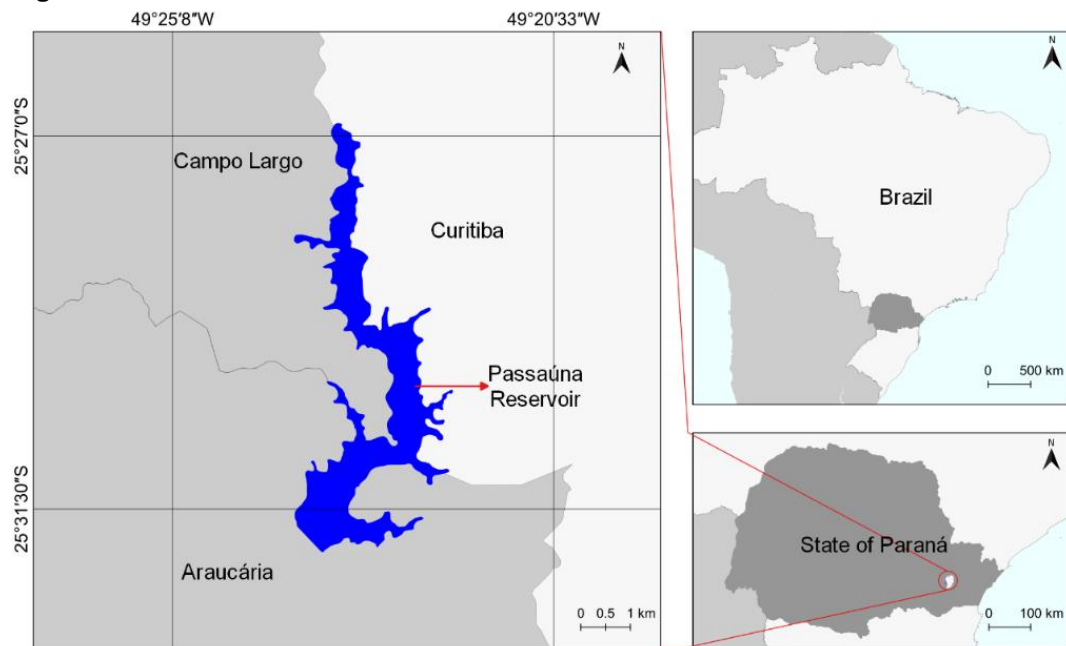 49°25'8"W
49°20'33"W
25°27'0"S
25°31'30"S
N
Campo Largo
Curitiba
Passaúna
Reservoir
Araucária
0 0.5 1 km
N
Brazil
0 500 km
N
State of Paraná
0 100 km